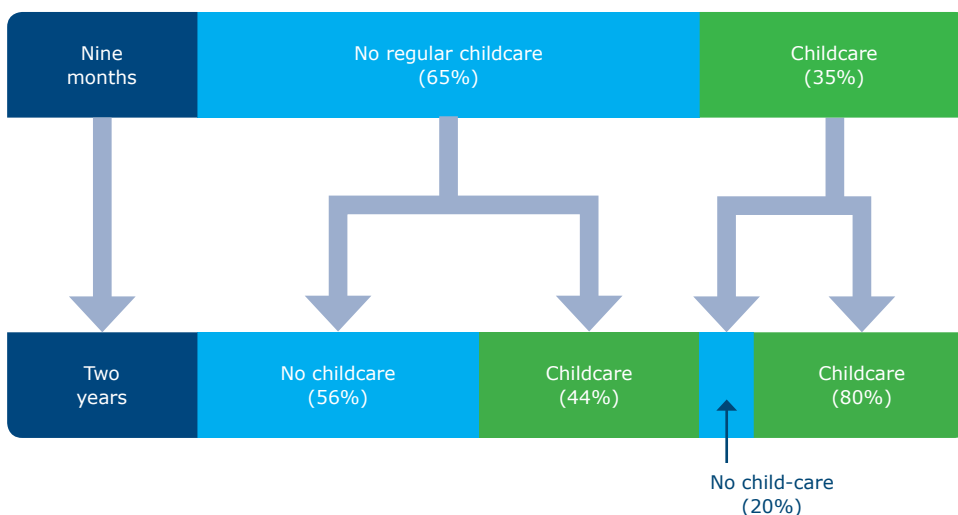 Nine
months
No regular childcare
(65%)
Childcare
(35%)
Two
years
No childcare
(56%)
Childcare
(44%)
Childcare
(80%)
No child-care
(20%)